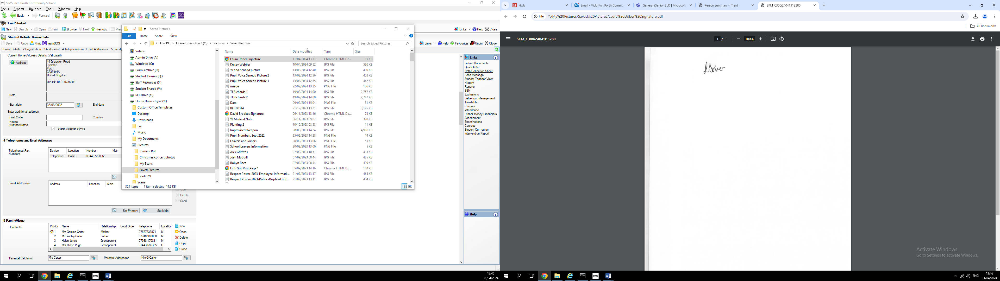 SIMS .net: Porth Community School
Focus Reports Routines Tools Window Help
Back Forward
Find Student
New Search Open Print Browse Next Previous View
Links Help Close
Student Details: Rowan Carter
Save Undo Print teamSOS
Links Help Favourites Unpin Close
1 Basic Details 2 Registration 3 Addresses 4 Telephones and Email Addresses 5 Family
Current Home Address Details (Validated)
Address
14 Graigwen Road
Cymmer
Porth
CF39 9HA
United Kingdom
UPRN: 100100738203
Note
Start date 02/08/2022 End date
Enter additional address
Post Code Country
House
Number/Name
Search Validation Service
4 Telephones and Email Addresses
Telephones\Fax
Numbers
Device Location Number Main
Telephone Home 01443 553132
Email Addresses
Address Location Main
Open
Delete
Send
Set Primary Set Main
5 Family/Home
Contacts
Priority Name Relationship Court Order Telephone Location
1 Mrs Gemma Carter Mother 07877339871 M
2 Mr Bradley Carter Father 07748 960058 M
3 Helen Jones Grandparent 07368 170811 M
4 Mrs Diane Pugh Grandparent 01443 686385 H
New
Open
Delete
Copy
Clone
Parental Salutation Mrs Carter Parental Addressee Mrs G Carter
Saved Pictures
File Home Share View
This PC Home Drive - fryv2 (Y:) Pictures Saved Pictures
Search Saved Pictures
Videos
Admin Drive (A:)
Windows (C:)
Exam Archive (E:)
Student Homes (Q:)
Staff Resources (S:)
Student Shared (V:)
SLT Drive (X:)
Home Drive - fryv2 (Y:)
Custom Office Templates
Desktop
Downloads
Fry
Music
My Documents
Pictures
Camera Roll
Christmas concert photos
My Scans
Saved Pictures
Violin YJ
Scans
Name Date modified Type Size
Laura Dober Signature 11/04/2024 13:33 Chrome HTML Do... 15 KB
Kelsey Webber 10/04/2024 09:52 JPG File 526 KB
YJ and Senedd picture 13/03/2024 12:40 JPG File 400 KB
Pupil Voice Senedd Picture 2 13/03/2024 12:36 JPG File 408 KB
Pupil Voice Senedd Picture 1 13/03/2024 12:35 JPG File 442 KB
image 22/02/2024 13:25 PNG File 136 KB
TJ Richards 1 19/02/2024 14:00 JPG File 2,757 KB
TJ Richards 2 19/02/2024 14:00 JPG File 2,747 KB
Data 09/02/2024 15:04 PNG File 31 KB
RCT00344 21/12/2023 13:21 JPG File 3,195 KB
David Brookes Signature 06/11/2023 13:16 Chrome HTML Do... 78 KB
YJ Medical Note 06/11/2023 09:07 JPG File 370 KB
Planting 2 10/10/2023 08:38 JPG File 11 KB
Improvised Weapon 28/09/2023 14:24 JPG File 4,916 KB
Pupil Numbers Sept 2022 25/09/2023 14:28 PNG File 14 KB
Leavers and Joiners 20/09/2023 13:06 PNG File 55 KB
School Leavers Information 20/09/2023 13:00 PNG File 5 KB
Alex Griffiths 07/09/2023 10:51 JPG File 435 KB
Josh McGuill 07/09/2023 08:44 JPG File 485 KB
Robyn Rees 07/09/2023 08:44 JPG File 429 KB
Link Gov Visit Page 1 05/09/2023 14:16 Chrome HTML Do... 158 KB
Respect Poster-2023-Employee-Informati... 21/07/2023 13:17 JPG File 465 KB
Respect Poster-2023-Public-Display-Engl... 21/07/2023 13:11 JPG File 404 KB
353 items 1 item selected 14.9 KB
Links
Linked Documents
Quick letter
Data Collection Sheet
Send Message
Student Teacher View
History
Reports
SEN
Exclusions
Behaviour Management
Timetable
Classes
Attendance
Dinner Money Financials
Assessment
Examinations
Courses
Student Curriculum
Intervention Report
Help
SIMS
13:46
11/04/2024
Hwb
Email - Vicki Fry (Porth Commu
General (Senior SLT) | Microsoft
Person summary - iTrent
SKM_C300i24041113280
File Y:/My%20Pictures/Saved%20Pictures/Laura%20Dober%20Signature.pdf
All Bookmarks
SKM_C300i24041113280 1 / 1 100%
LDober
Activate Windows
Go to Settings to activate Windows.
SIMS
ENG
13:46
11/04/2024